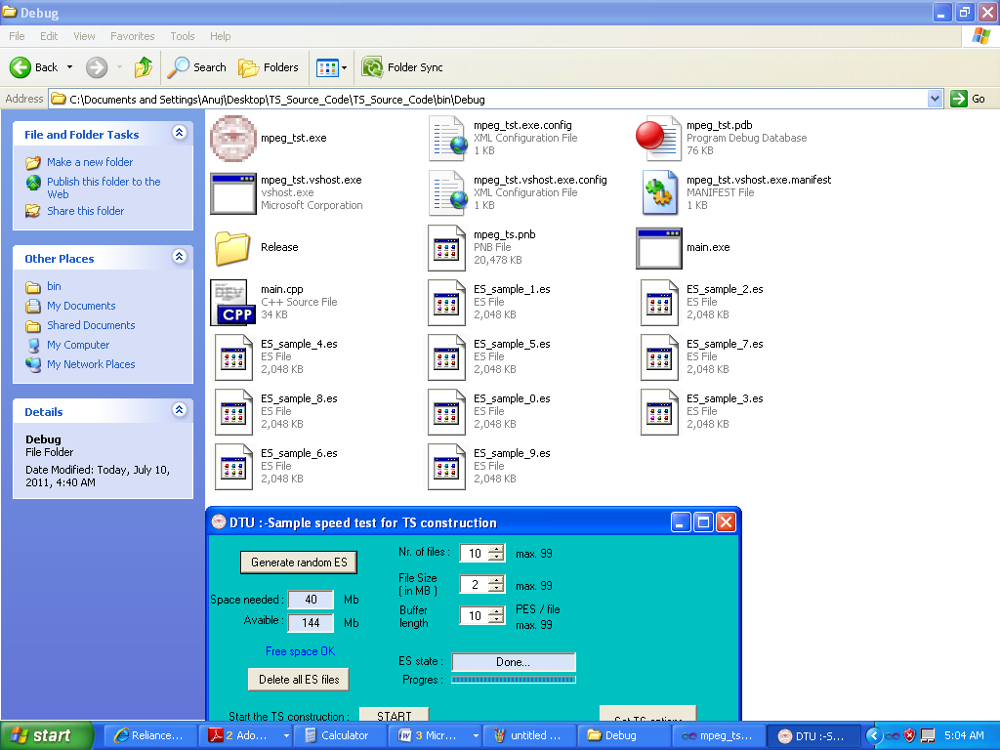 Debug
File Edit View Favorites Tools Help
Back Search Folders Folder Sync
Address C:\Documents and Settings\Anuj\Desktop\TS_Source_Code\TS_Source_Code\bin\Debug Go
File and Folder Tasks
Make a new folder
Publish this folder to the
Web
Share this folder
Other Places
bin
My Documents
Shared Documents
My Computer
My Network Places
Details
Debug
File Folder
Date Modified: Today, July 10,
2011, 4:40 AM
mpeg_tst.exe
mpeg_tst.exe.config
XML Configuration File
1 KB
mpeg_tst.pdb
Program Debug Database
76 KB
mpeg_tst.vshost.exe
vshost.exe
Microsoft Corporation
mpeg_tst.vshost.exe.config
XML Configuration File
1 KB
mpeg_tst.vshost.exe.manifest
MANIFEST File
1 KB
Release
mpeg_ts.pnb
PNB File
20,478 KB
main.exe
DEV
CPP
main.cpp
C++ Source File
34 KB
ES_sample_1.es
ES File
2,048 KB
ES_sample_2.es
ES File
2,048 KB
ES_sample_4.es
ES File
2,048 KB
ES_sample_5.es
ES File
2,048 KB
ES_sample_7.es
ES File
2,048 KB
ES_sample_8.es
ES File
2,048 KB
ES_sample_0.es
ES File
2,048 KB
ES_sample_3.es
ES File
2,048 KB
ES_sample_6.es
ES File
2,048 KB
ES_sample_9.es
ES File
2,048 KB
DTU :-Sample speed test for TS construction
Generate random ES
Space needed : 40 Mb
Avaible : 144 Mb
Free space OK
Delete all ES files
Nr. of files : 10 max. 99
File Size
( in MB ) 2 max. 99
Buffer
length 10 PES / file
max. 99
ES state : Done...
Progres :
Start the TS construction : START
Set TS options
start Reliance... 2 Ado... Calculator 3 Micr... untitled ... Debug mpeg_ts... DTU :-S... 5:04 AM